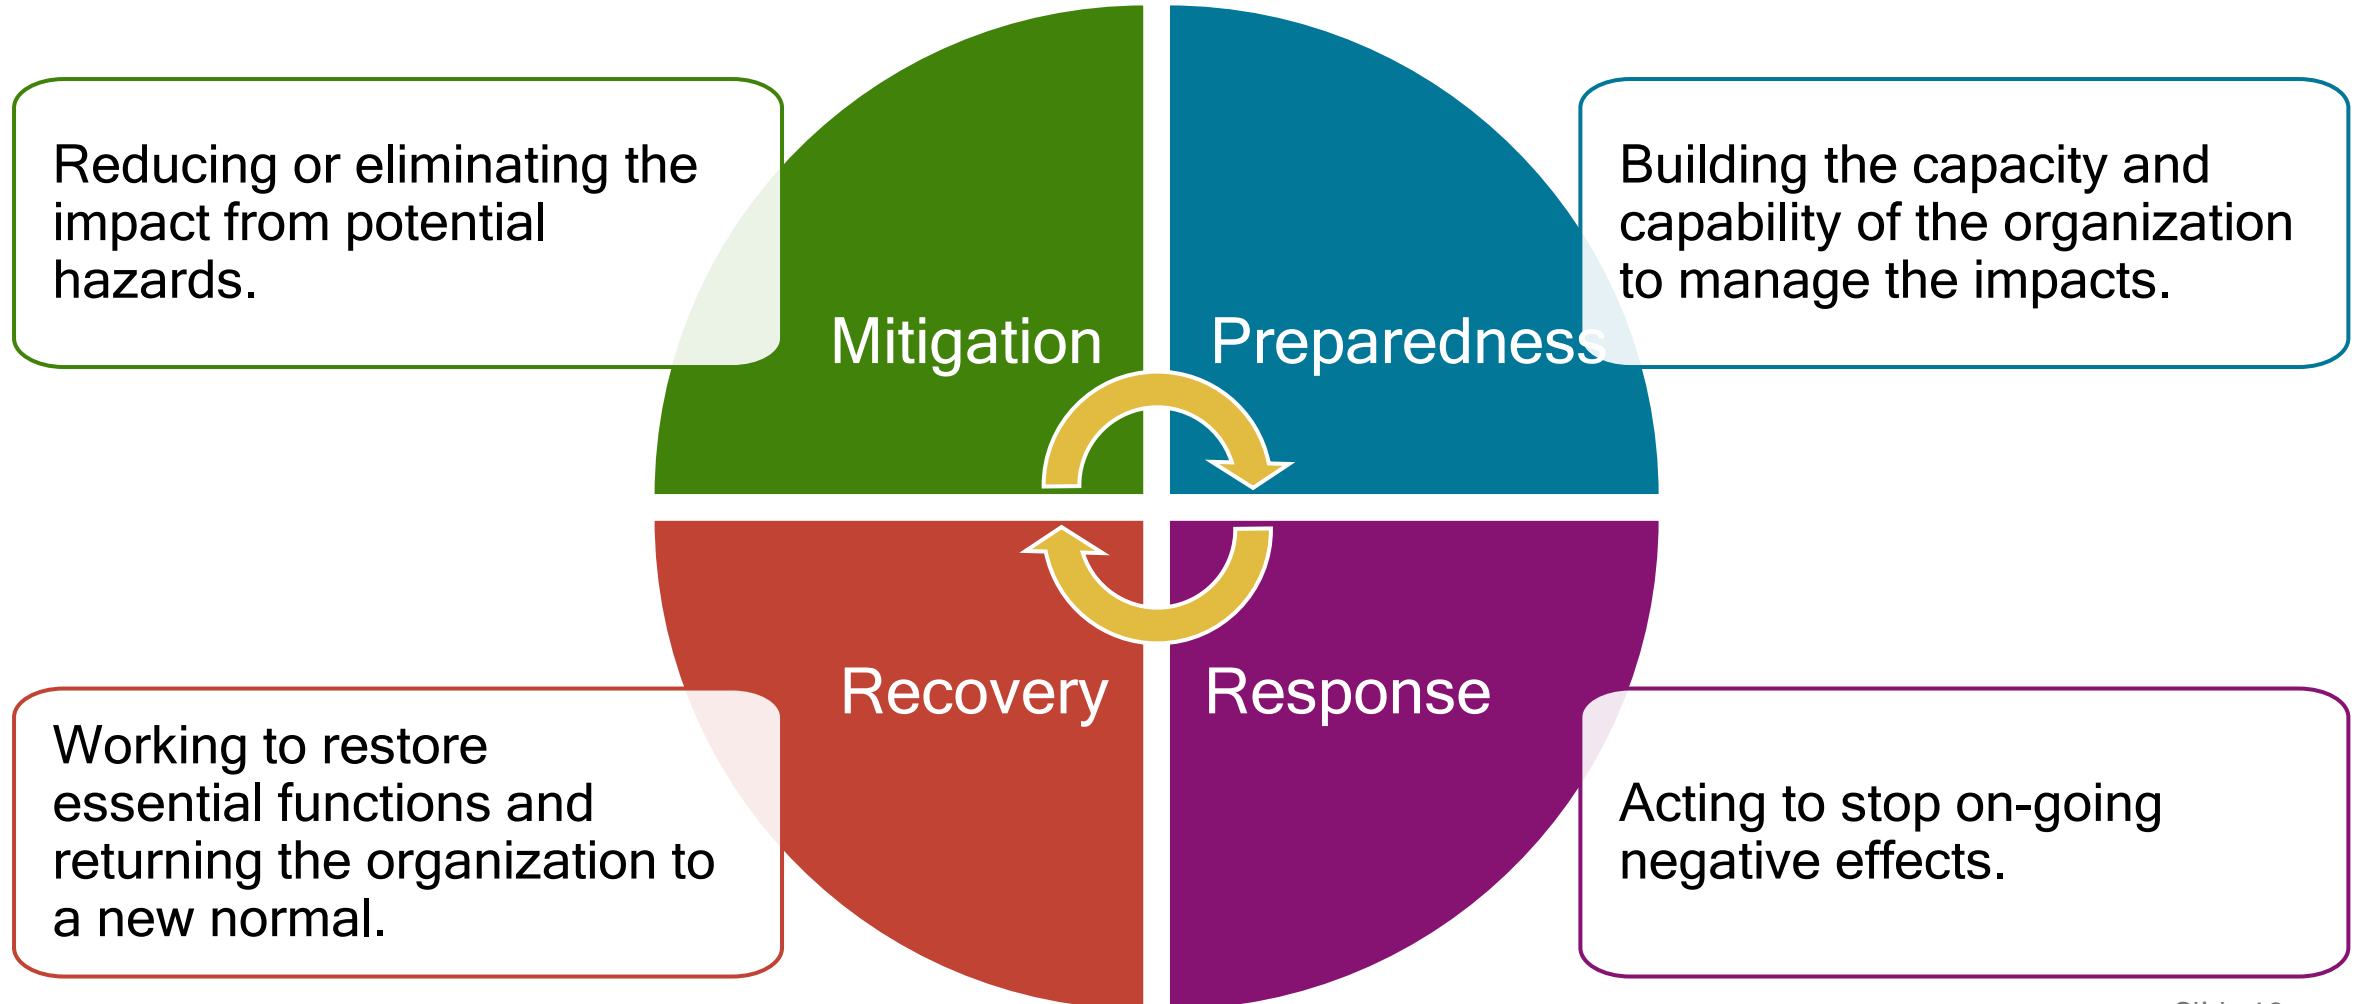 Reducing or eliminating the
impact from potential
hazards.
Mitigation
Building the capacity and
capability of the organization
to manage the impacts.
Preparedness
Working to restore
essential functions and
returning the organization to
a new normal.
Recovery
Response
Acting to stop on-going
negative effects.